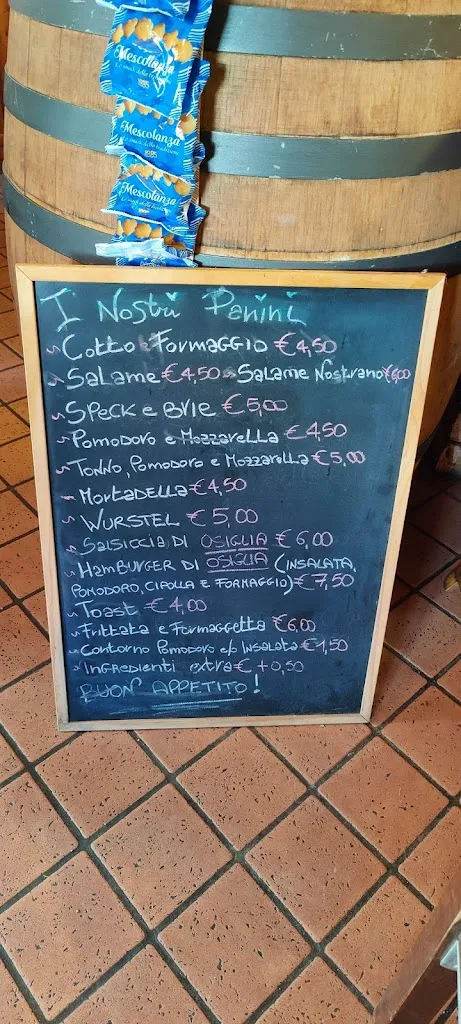 Mescolanza
Mescolanza
1985
Mescolanza
I Nostri Panini
Cotto e Formaggio €4,50
Salame €4,50 Salame Nostrano €6,00
Speck e Brie €5,00
Pomodoro e Mozzarella €4,50
Tonno, Pomodoro e Mozzarella €5,00
Mortadella €4,50
Wurstel €5,00
Salsiccia di OSIGLIA €6,00
Hamburger di OSIGLIA (insalata,
pomodoro, cipolla e formaggio) €7,50
Toast €4,00
Frittata e Formaggetta €6,00
Contorno Pomodoro e/o Insalata €1,50
Ingredienti extra € +0,50
BUON APPETITO!